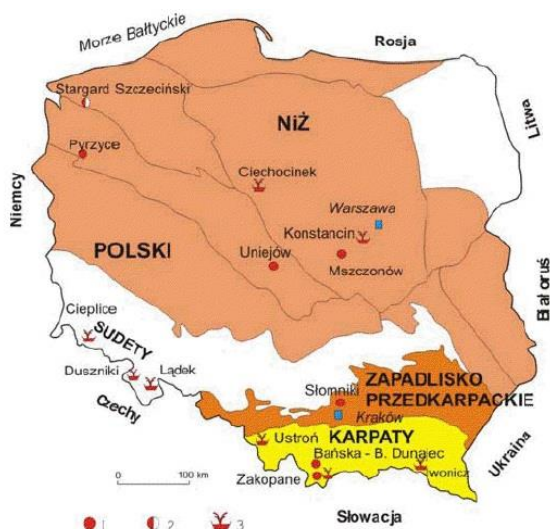 Morze Bałtyckie
Rosja
Stargard Szczeciński
NiŻ
Litwa
Pyrzyce
Ciechocinek
Niemcy
Warszawa
Konstancin
POLSKI
Uniejów
Mszczonów
Białoruś
Cieplice
SUDETY
Duszniki
Lądek
Czechy
ZAPADLISKO
PRZEDKARPACKIE
Słomniki
Kraków
Ustroń
KARPATY
Bańska - B. Dunajec
Iwonicz
Ukraina
Zakopane
0 100 km
Słowacja
1 2 3